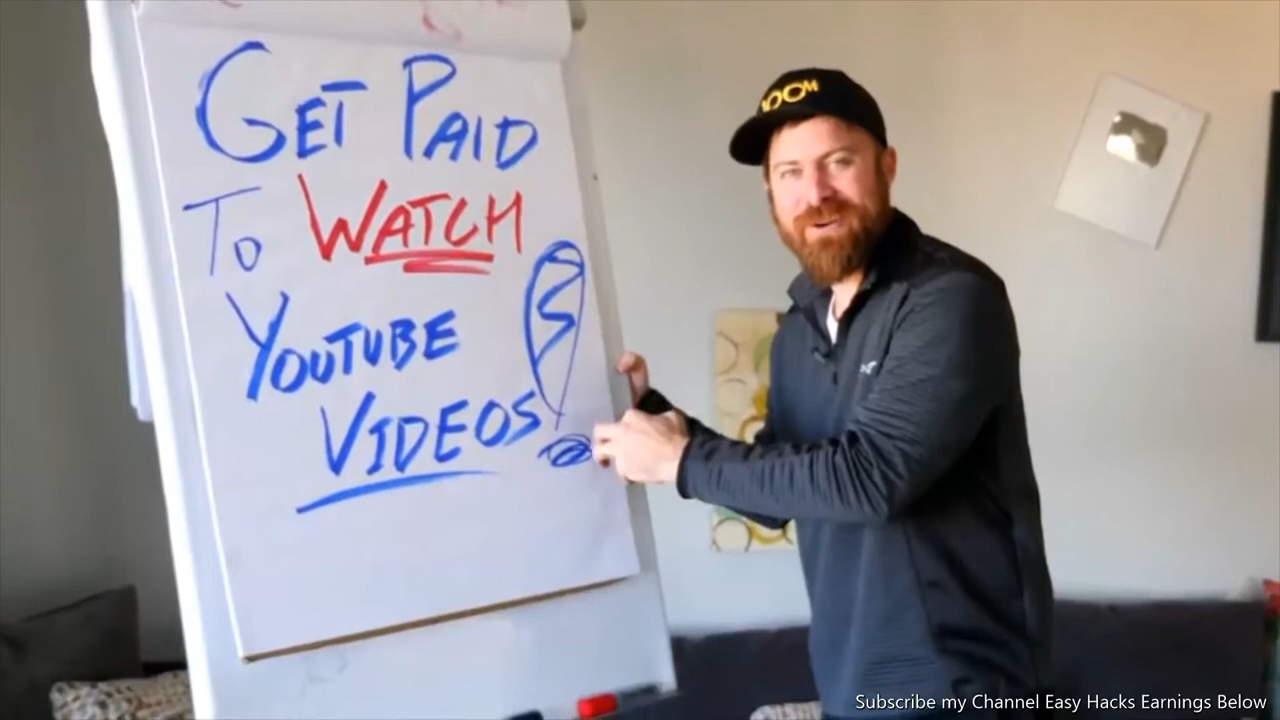 GET PAID
TO WATCH
YOUTUBE
VIDEOS!
Subscribe my Channel Easy Hacks Earnings Below